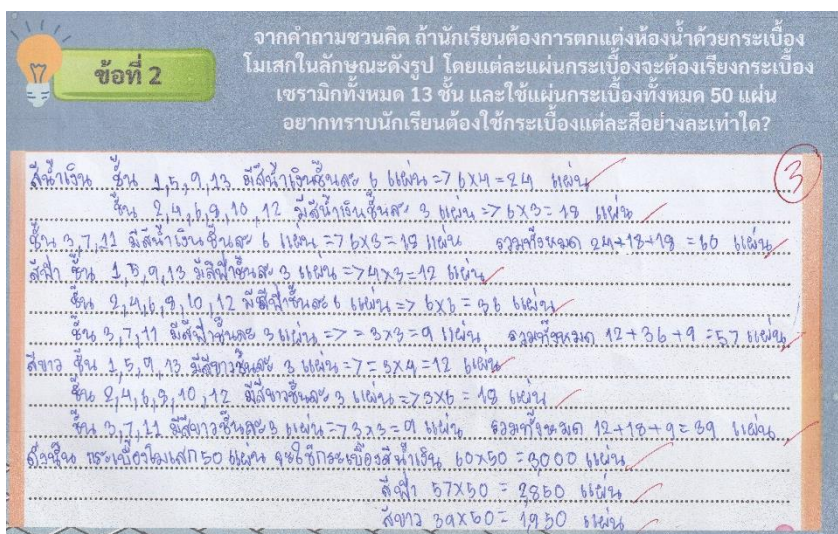 ข้อที่ 2
จากคำถามชวนคิด ถ้านักเรียนต้องการตกแต่งห้องน้ำด้วยกระเบื้อง
โมเสกในลักษณะดังรูป โดยแต่ละแผ่นกระเบื้องจะต้องเรียงกระเบื้อง
เซรามิกทั้งหมด 13 ชั้น และใช้แผ่นกระเบื้องทั้งหมด 50 แผ่น
อยากทราบนักเรียนต้องใช้กระเบื้องแต่ละสีอย่างละเท่าใด?
3
สีน้ำเงิน ชั้น 1,5,9,13 มีสีน้ำเงินชั้นละ 6 แผ่น => 6x4 = 24 แผ่น
ชั้น 2,4,6,8,10,12 มีสีน้ำเงินชั้นละ 3 แผ่น => 6x3 = 18 แผ่น
ชั้น 3,7,11 มีสีน้ำเงินชั้นละ 6 แผ่น => 6x3 = 18 แผ่น รวมทั้งหมด 24+18+18 = 60 แผ่น
สีฟ้า ชั้น 1,5,9,13 มีสีฟ้าชั้นละ 3 แผ่น => 4x3 = 12 แผ่น
ชั้น 2,4,6,8,10,12 มีสีฟ้าชั้นละ 6 แผ่น => 6x6 = 36 แผ่น
ชั้น 3,7,11 มีสีฟ้าชั้นละ 3 แผ่น => = 3x3 = 9 แผ่น รวมทั้งหมด 12+36+9 = 57 แผ่น
สีขาว ชั้น 1,5,9,13 มีสีขาวชั้นละ 3 แผ่น => = 3x4 = 12 แผ่น
ชั้น 2,4,6,8,10,12 มีสีขาวชั้นละ 3 แผ่น => 3x6 = 18 แผ่น
ชั้น 3,7,11 มีสีขาวชั้นละ 3 แผ่น => 3x3 = 9 แผ่น รวมทั้งหมด 12+18+9 = 39 แผ่น
ดังนั้น กระเบื้องโมเสก 50 แผ่น จะใช้กระเบื้องสีน้ำเงิน 60x50 = 3000 แผ่น
สีฟ้า 57x50 = 2,850 แผ่น
สีขาว 39x50 = 1,950 แผ่น